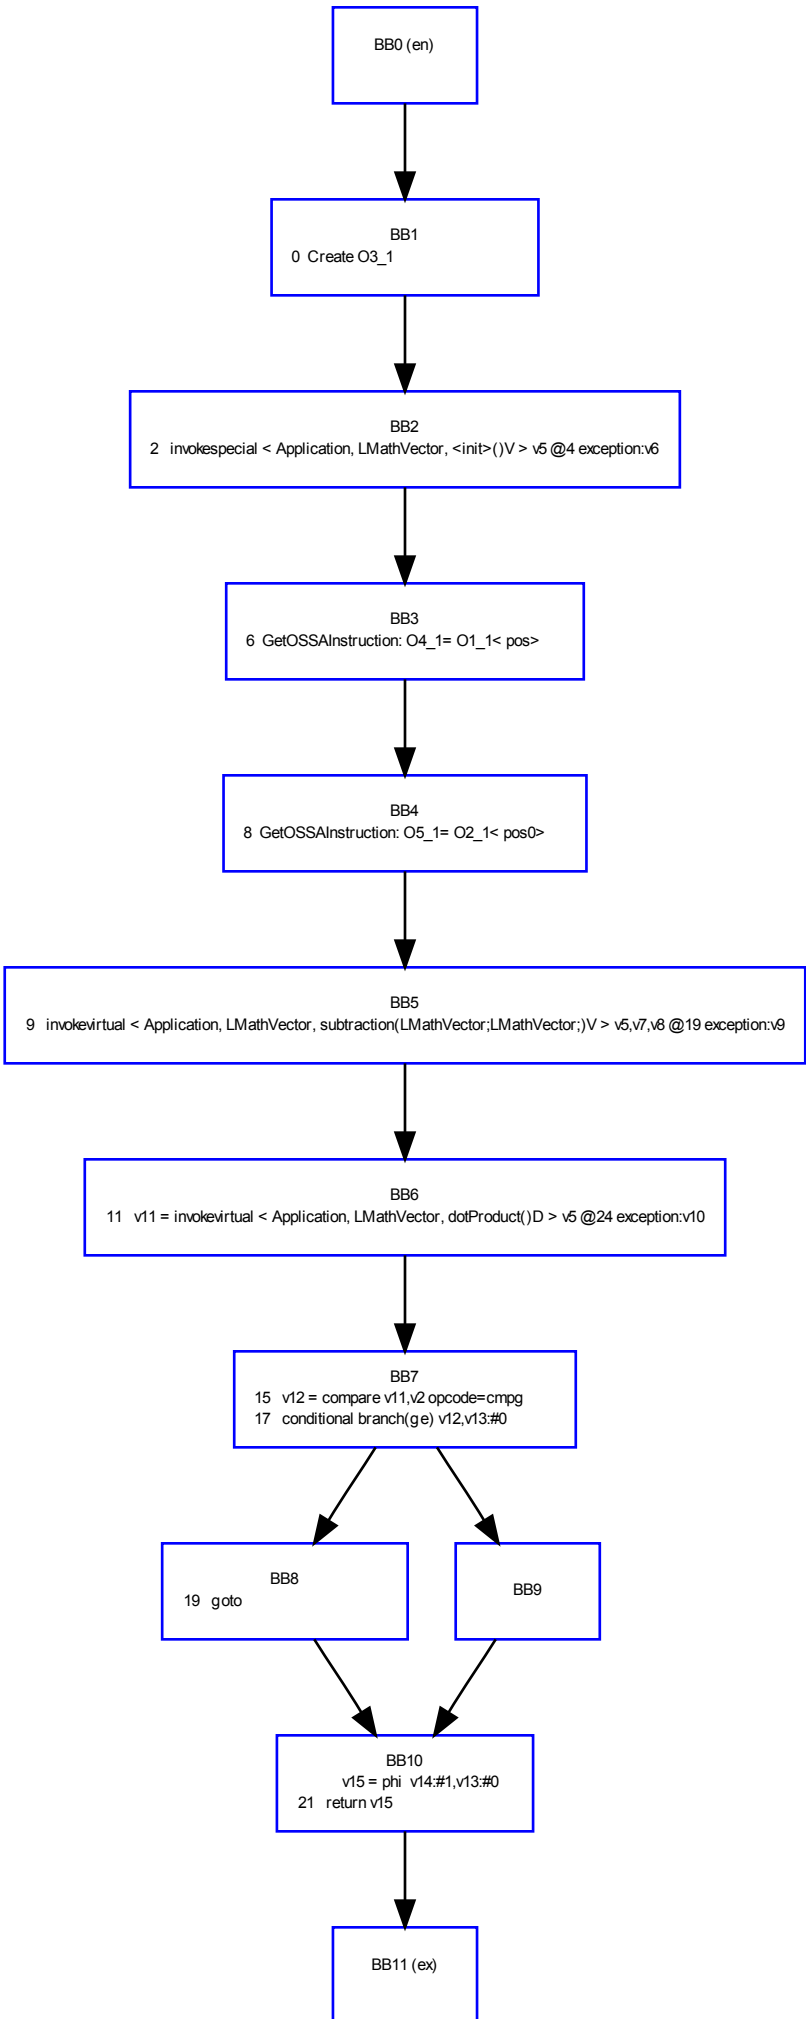 BB0 (en)
BB1
0 Create O3_1
BB2
2 invokespecial < Application, LMathVector, <init>()V > v5 @4 exception:v6
BB3
6 GetOSSAInstruction: O4_1= O1_1< pos>
BB4
8 GetOSSAInstruction: O5_1= O2_1< pos0>
BB5
9 invokevirtual < Application, LMathVector, subtraction(LMathVector;LMathVector;)V > v5,v7,v8 @19 exception:v9
BB6
11 v11 = invokevirtual < Application, LMathVector, dotProduct()D > v5 @24 exception:v10
BB7
15 v12 = compare v11,v2 opcode=cmpg
17 conditional branch(ge) v12,v13:#0
BB8
19 goto
BB9
BB10
v15 = phi v14:#1,v13:#0
21 return v15
BB11 (ex)